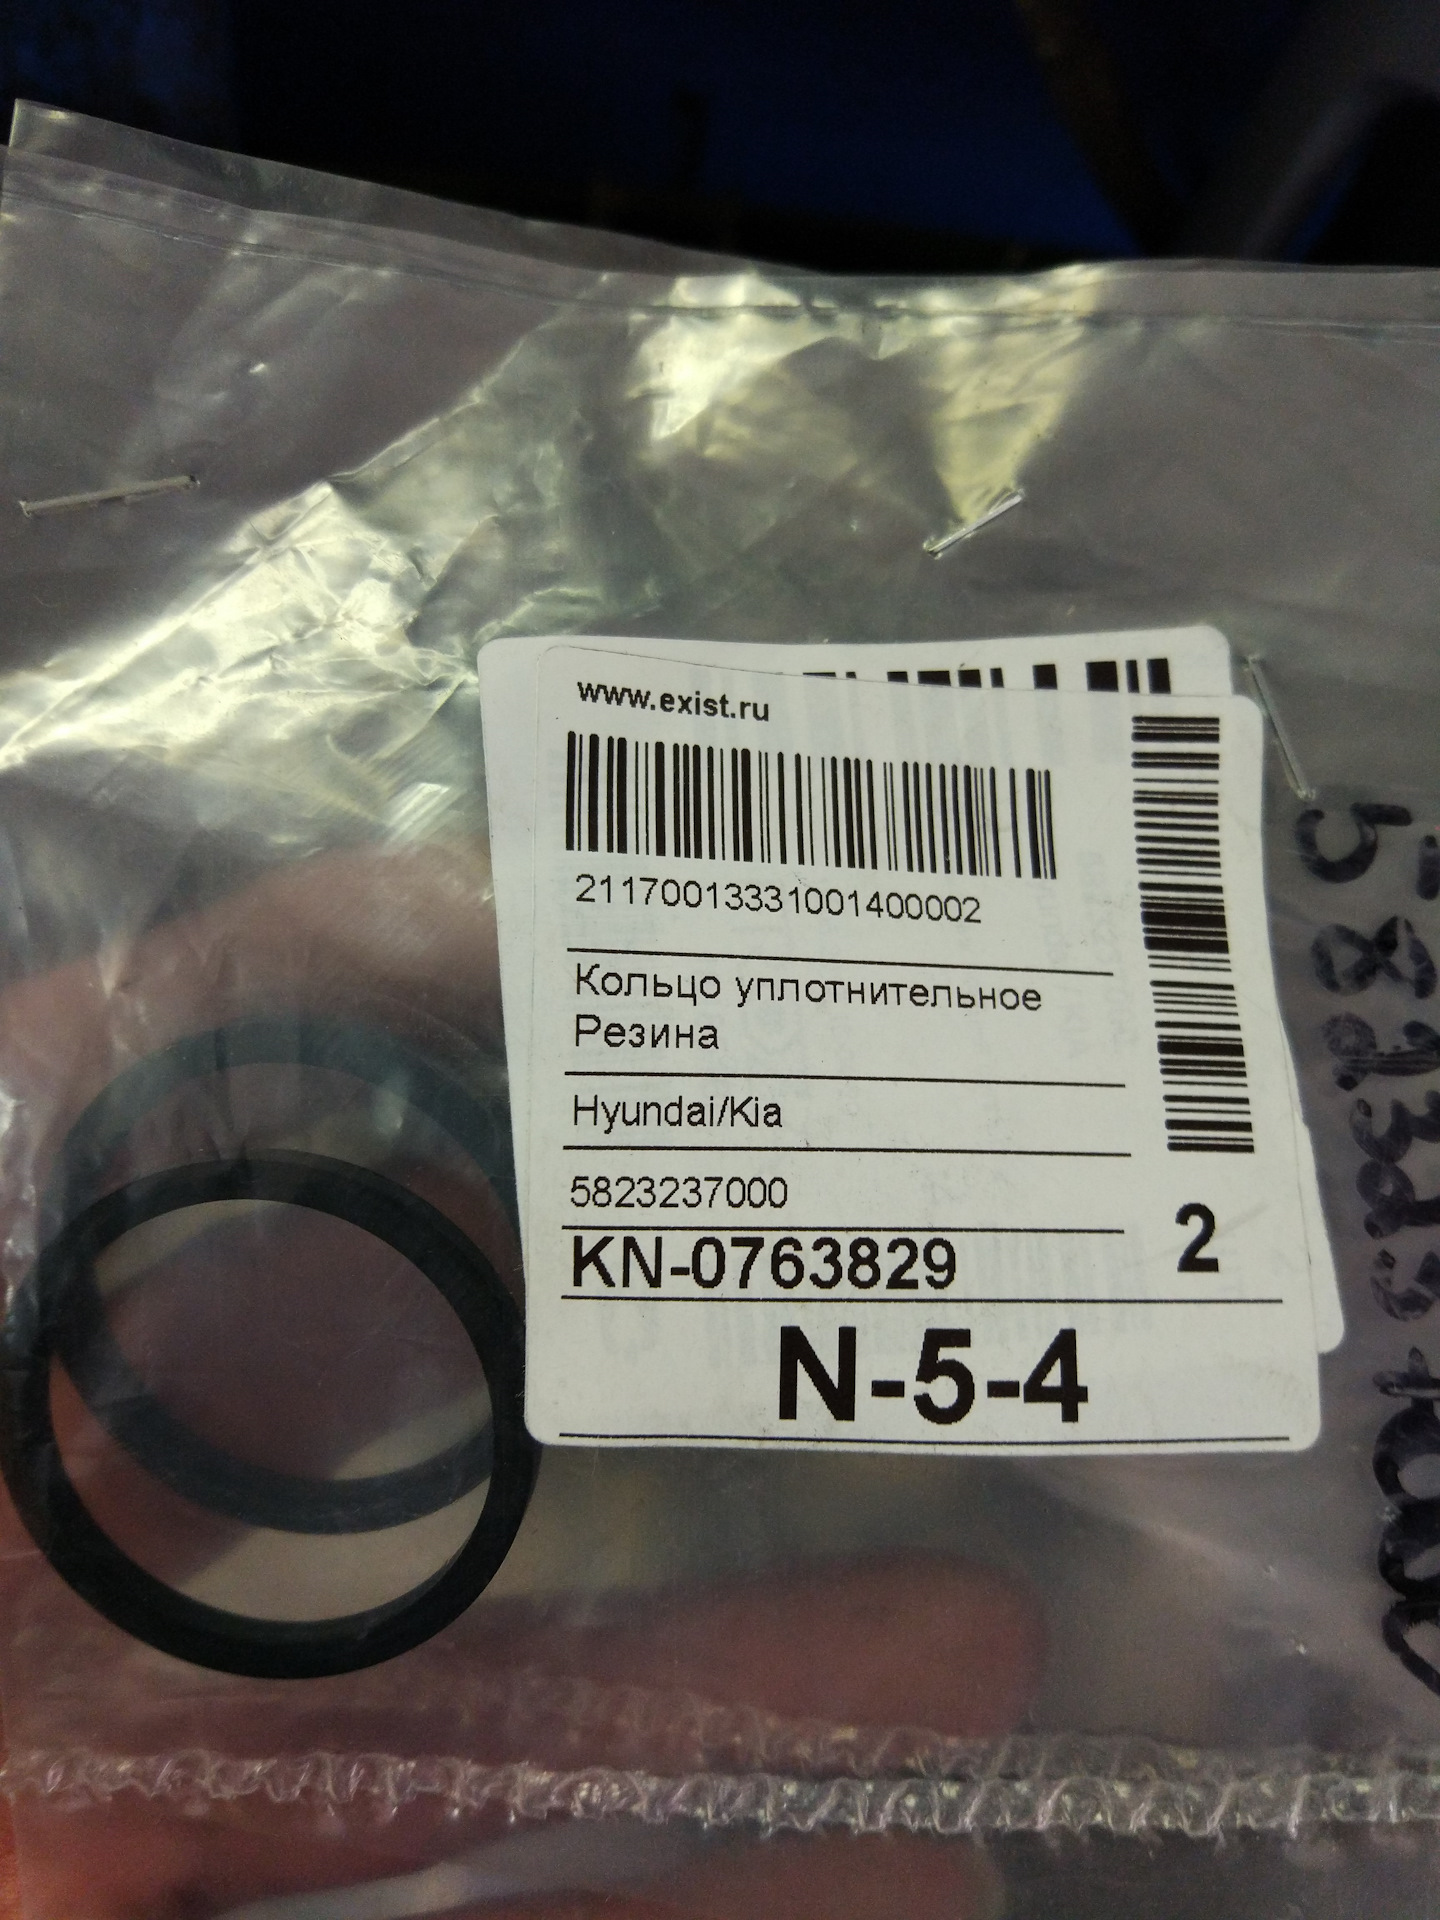 www.exist.ru
21170013331001400002
Кольцо уплотнительное
Резина
Hyundai/Kia
5823237000
KN-0763829
2
N-5-4